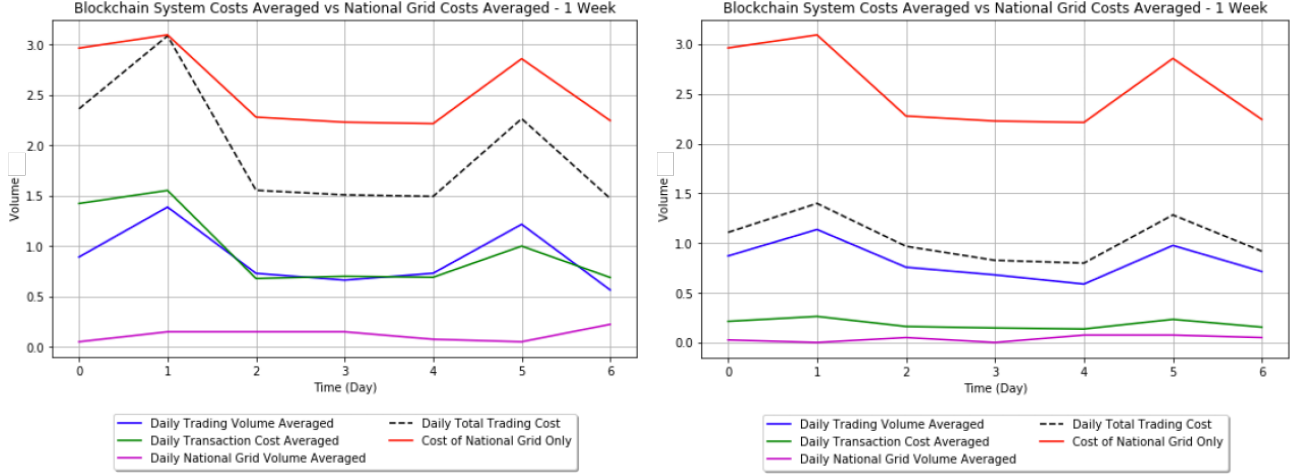 Blockchain System Costs Averaged vs National Grid Costs Averaged - 1 Week
3.0
2.5
2.0
1.5
1.0
0.5
0.0
Volume
0 1 2 3 4 5 6
Time (Day)
Daily Trading Volume Averaged
Daily Transaction Cost Averaged
Daily National Grid Volume Averaged
Daily Total Trading Cost
Cost of National Grid Only
Blockchain System Costs Averaged vs National Grid Costs Averaged - 1 Week
3.0
2.5
2.0
1.5
1.0
0.5
0.0
Volume
0 1 2 3 4 5 6
Time (Day)
Daily Trading Volume Averaged
Daily Transaction Cost Averaged
Daily National Grid Volume Averaged
Daily Total Trading Cost
Cost of National Grid Only